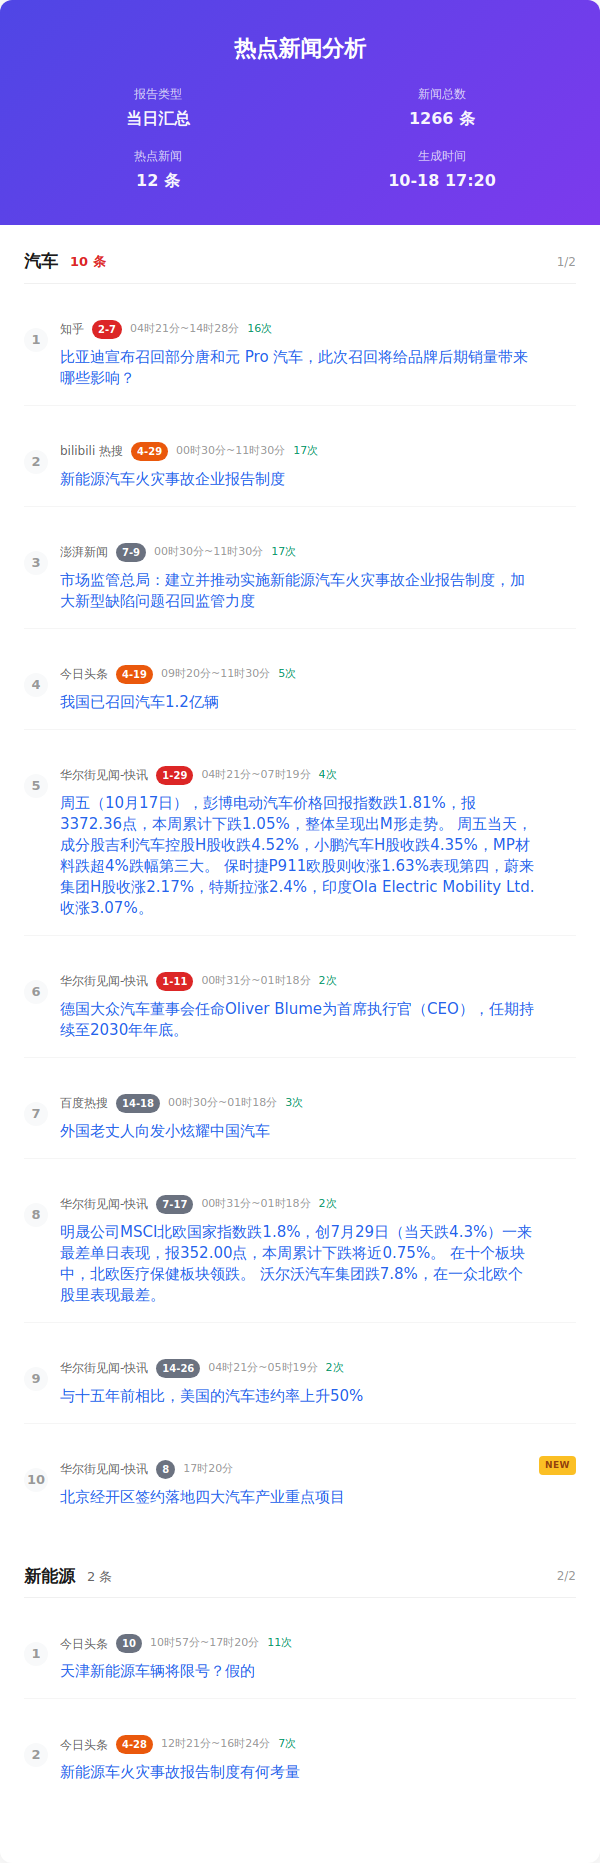 热点新闻分析
报告类型
当日汇总
新闻总数
1266 条
热点新闻
12 条
生成时间
10-18 17:20
汽车 10 条 1/2
1
知乎 2-7 04时21分~14时28分 16次
比亚迪宣布召回部分唐和元 Pro 汽车，此次召回将给品牌后期销量带来
哪些影响？
2
bilibili 热搜 4-29 00时30分~11时30分 17次
新能源汽车火灾事故企业报告制度
3
澎湃新闻 7-9 00时30分~11时30分 17次
市场监管总局：建立并推动实施新能源汽车火灾事故企业报告制度，加
大新型缺陷问题召回监管力度
4
今日头条 4-19 09时20分~11时30分 5次
我国已召回汽车1.2亿辆
5
华尔街见闻-快讯 1-29 04时21分~07时19分 4次
周五（10月17日），彭博电动汽车价格回报指数跌1.81%，报
3372.36点，本周累计下跌1.05%，整体呈现出M形走势。 周五当天，
成分股吉利汽车控股H股收跌4.52%，小鹏汽车H股收跌4.35%，MP材
料跌超4%跌幅第三大。 保时捷P911欧股则收涨1.63%表现第四，蔚来
集团H股收涨2.17%，特斯拉涨2.4%，印度Ola Electric Mobility Ltd.
收涨3.07%。
6
华尔街见闻-快讯 1-11 00时31分~01时18分 2次
德国大众汽车董事会任命Oliver Blume为首席执行官（CEO），任期持
续至2030年年底。
7
百度热搜 14-18 00时30分~01时18分 3次
外国老丈人向发小炫耀中国汽车
8
华尔街见闻-快讯 7-17 00时31分~01时18分 2次
明晟公司MSCI北欧国家指数跌1.8%，创7月29日（当天跌4.3%）一来
最差单日表现，报352.00点，本周累计下跌将近0.75%。 在十个板块
中，北欧医疗保健板块领跌。 沃尔沃汽车集团跌7.8%，在一众北欧个
股里表现最差。
9
华尔街见闻-快讯 14-26 04时21分~05时19分 2次
与十五年前相比，美国的汽车违约率上升50%
10
华尔街见闻-快讯 8 17时20分 NEW
北京经开区签约落地四大汽车产业重点项目
新能源 2 条 2/2
1
今日头条 10 10时57分~17时20分 11次
天津新能源车辆将限号？假的
2
今日头条 4-28 12时21分~16时24分 7次
新能源车火灾事故报告制度有何考量